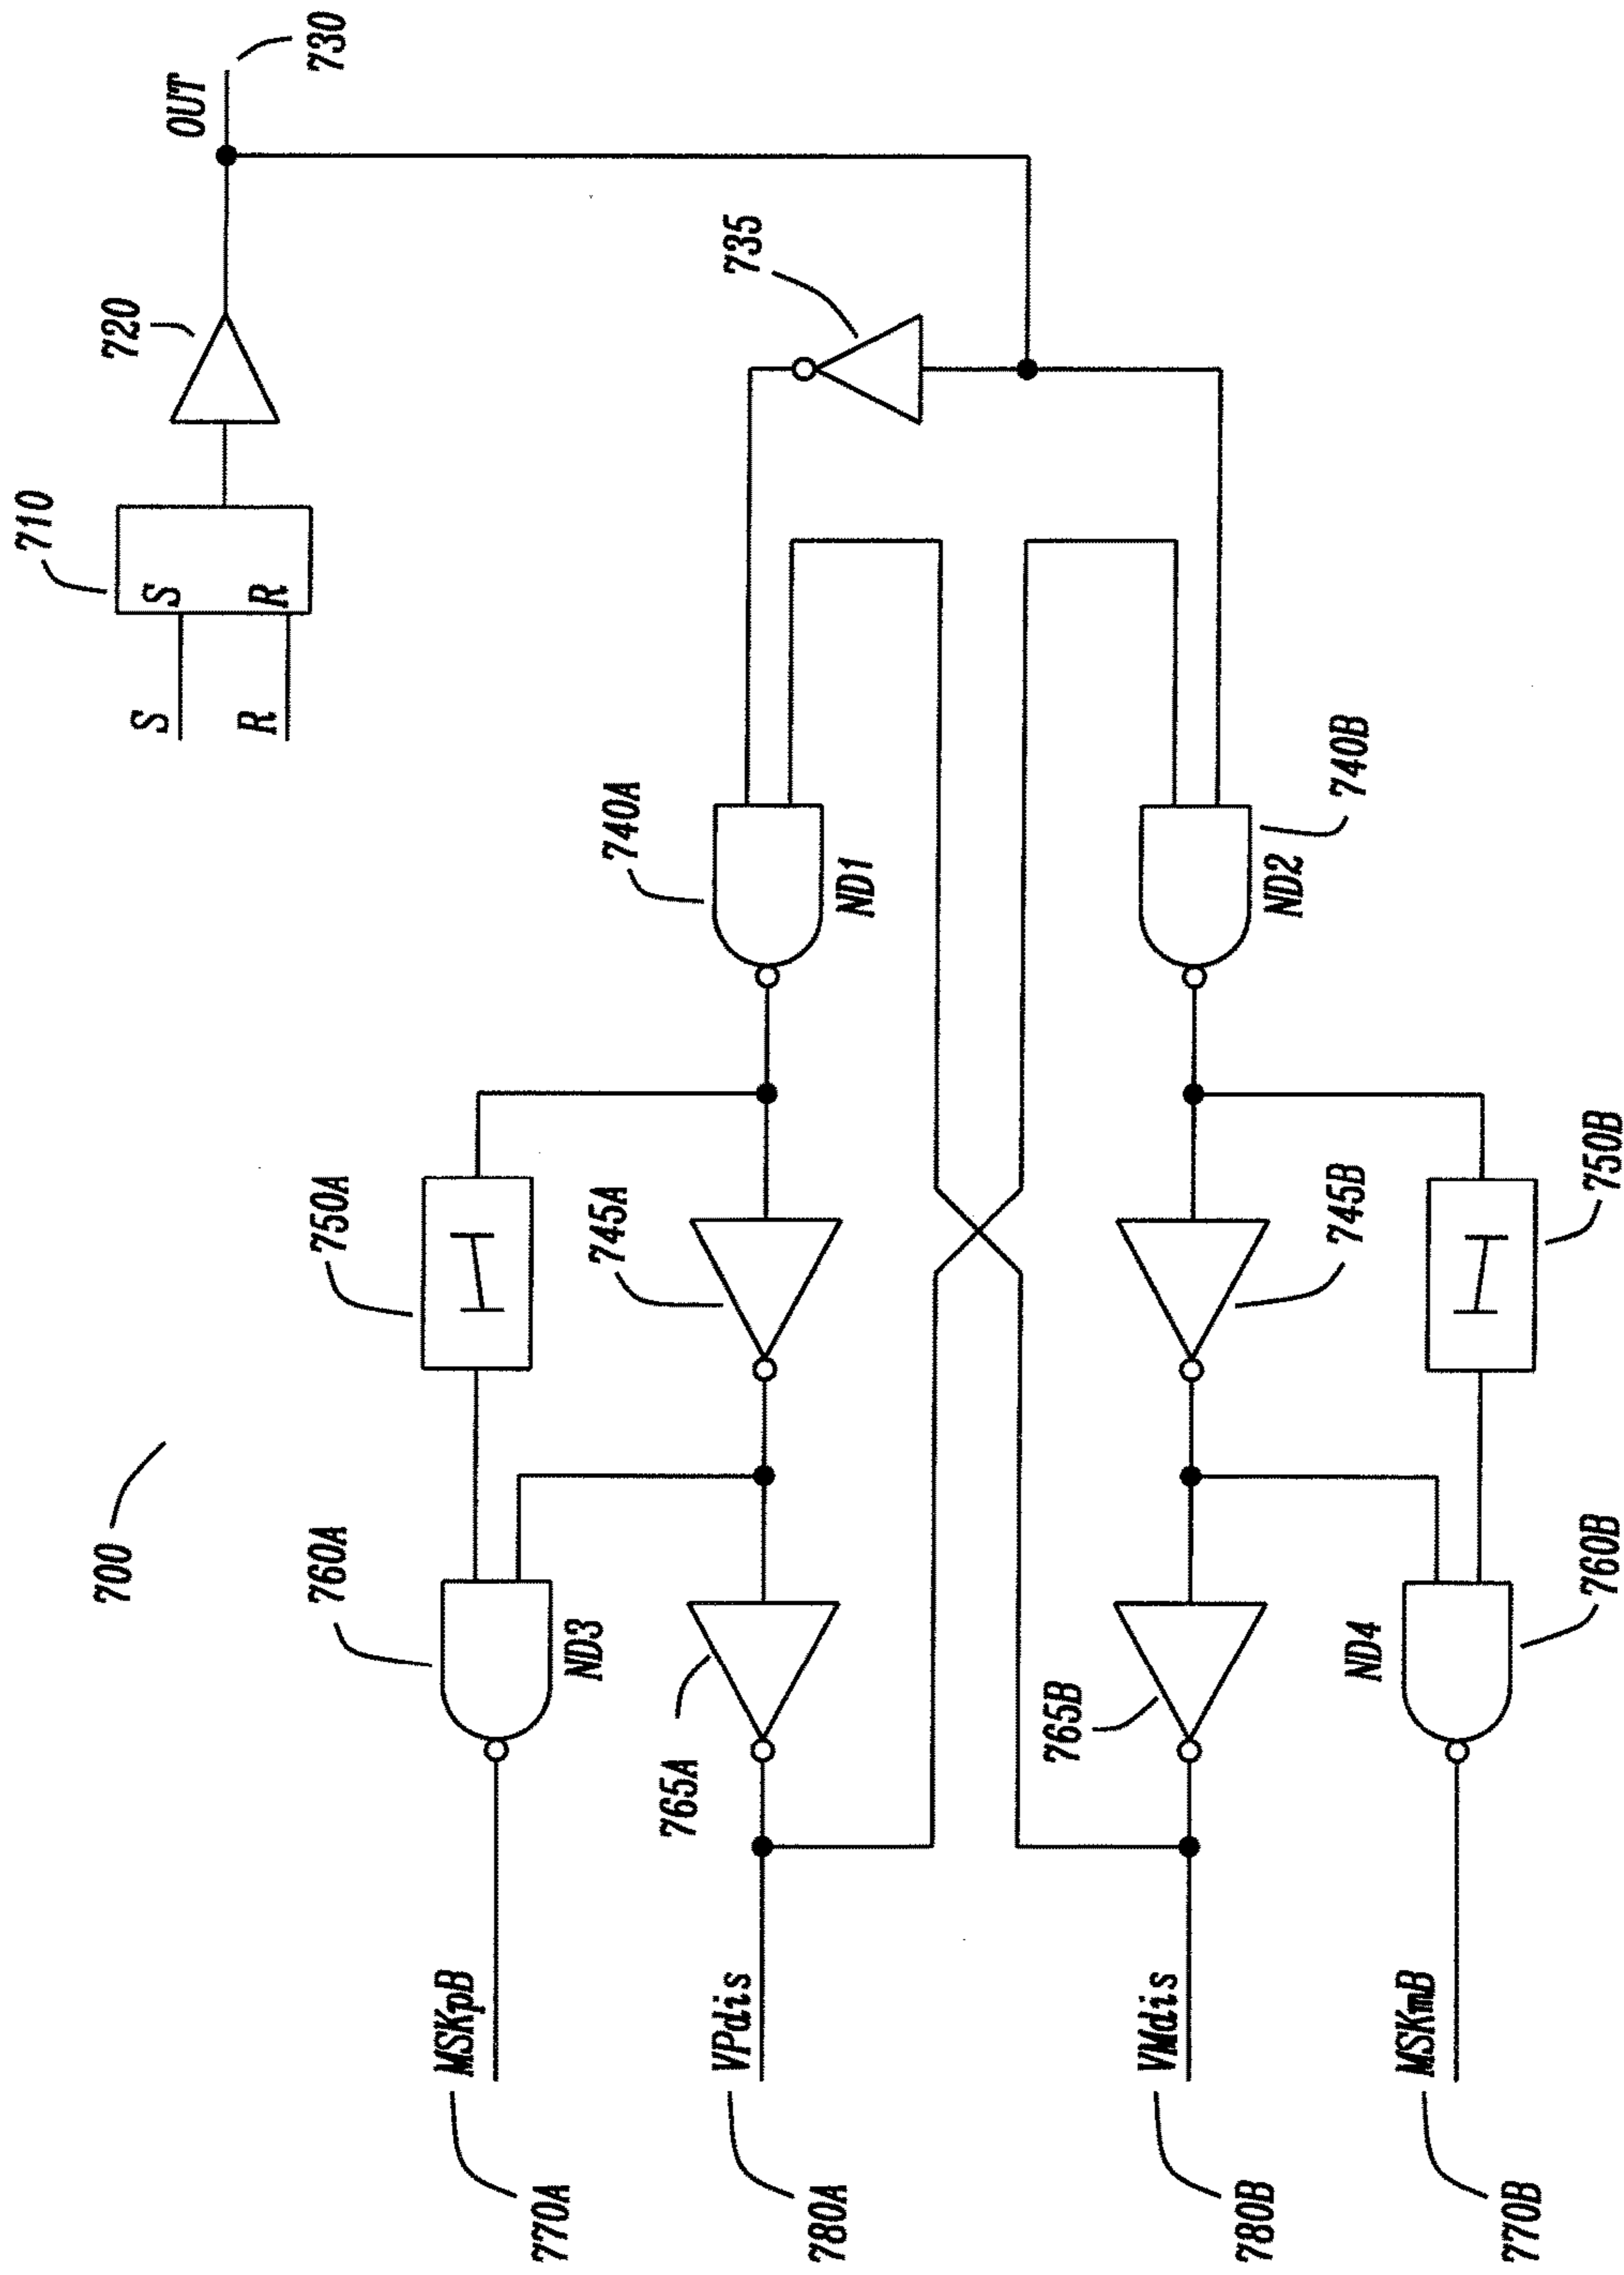 700
710
S
R
S
R
720
OUT
730
735
MSKpB
770A
760A
ND3
750A
VPdis
780A
765A
745A
740A
ND1
VMdis
780B
765B
745B
740B
ND2
MSKmB
770B
ND4
760B
750B